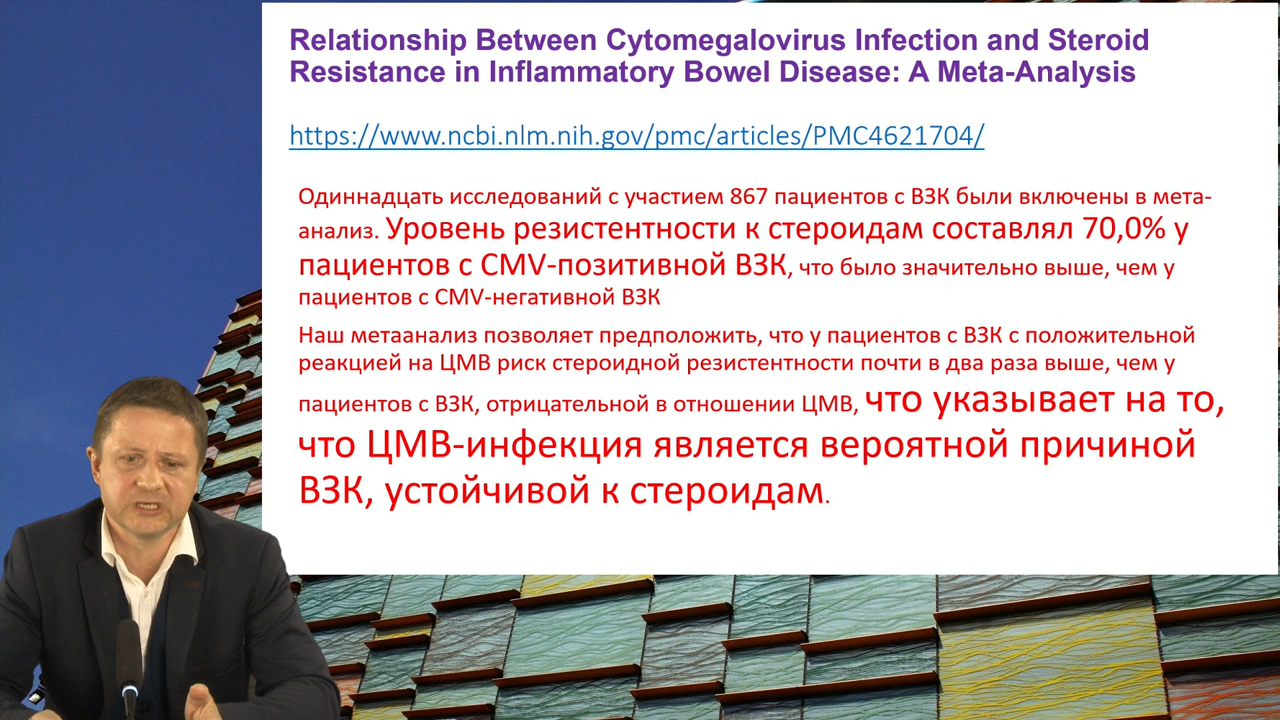 Relationship Between Cytomegalovirus Infection and Steroid
Resistance in Inflammatory Bowel Disease: A Meta-Analysis
https://www.ncbi.nlm.nih.gov/pmc/articles/PMC4621704/
Одиннадцать исследований с участием 867 пациентов с ВЗК были включены в мета-
анализ. Уровень резистентности к стероидам составлял 70,0% у
пациентов с CMV-позитивной ВЗК, что было значительно выше, чем у
пациентов с CMV-негативной ВЗК
Наш метаанализ позволяет предположить, что у пациентов с ВЗК с положительной
реакцией на ЦМВ риск стероидной резистентности почти в два раза выше, чем у
пациентов с ВЗК, отрицательной в отношении ЦМВ, что указывает на то,
что ЦМВ-инфекция является вероятной причиной
ВЗК, устойчивой к стероидам.